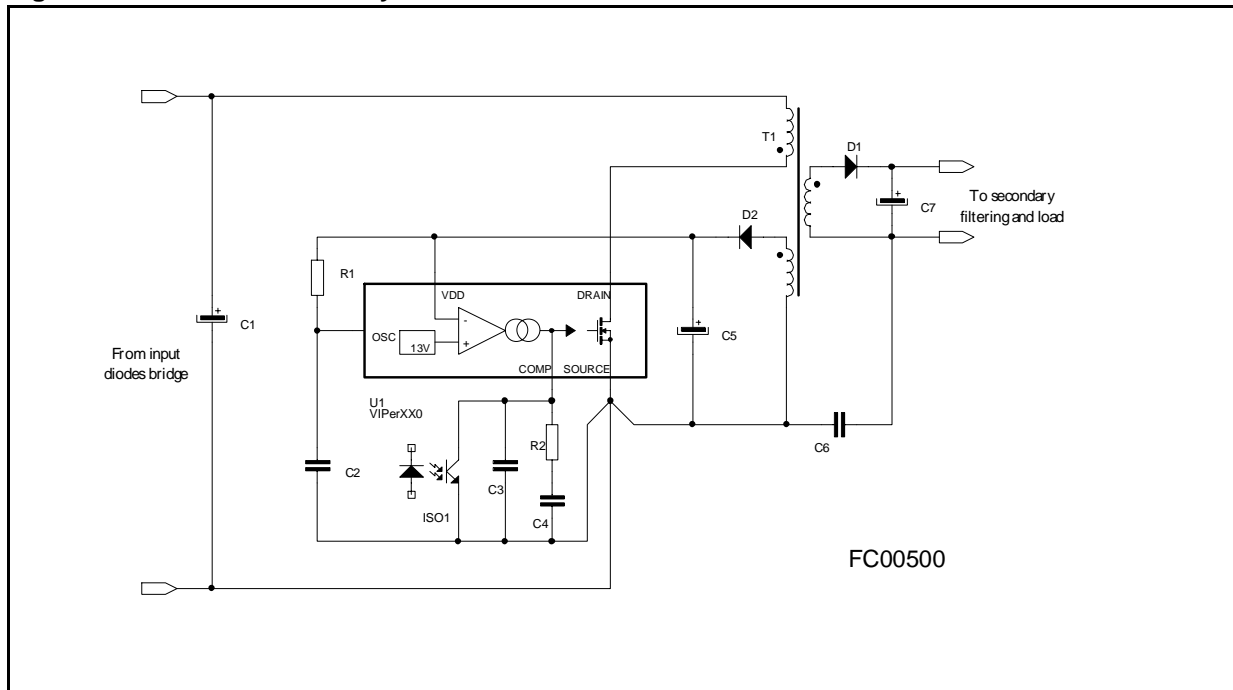 T1
D1
+
C7
To secondary
filtering and load
D2
R1
VDD
DRAIN
-
+
OSC
13V
+
C1
+
C5
From input
diodes bridge
COMP
SOURCE
U1
VIPerXX0
R2
C6
C2
C3
ISO1
C4
FC00500